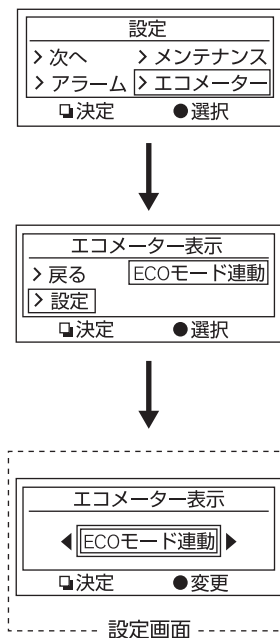 設定
> 次へ > メンテナンス
> アラーム > エコメーター
決定 ●選択
エコメーター表示
> 戻る ECOモード連動
> 設定
決定 ●選択
エコメーター表示
◀ ECOモード連動 ▶
決定 ●変更
設定画面